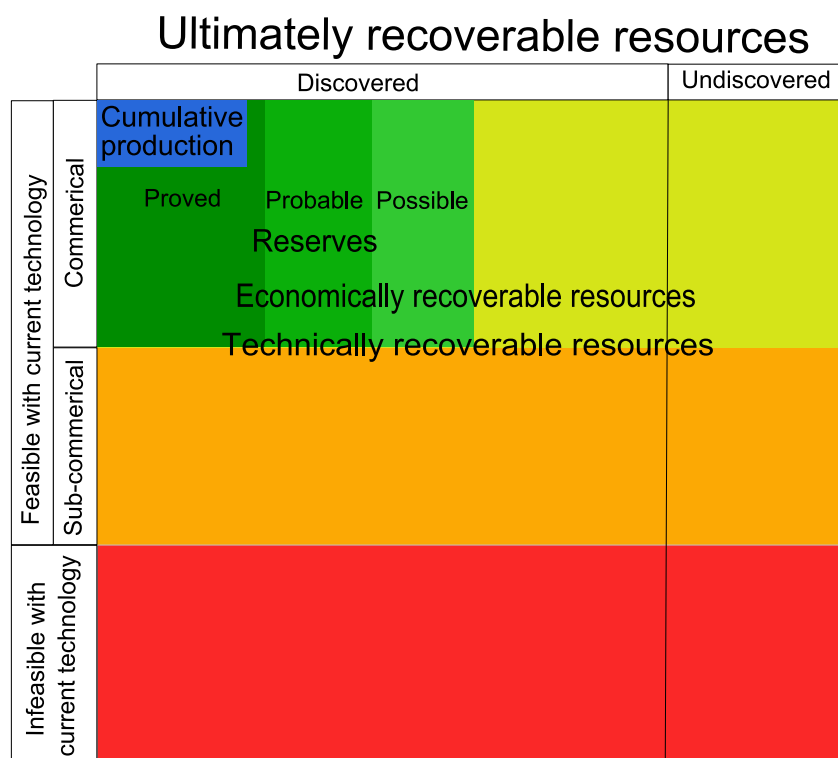 Ultimately recoverable resources
Discovered
Undiscovered
Feasible with current technology
Commerical
Cumulative
production
Proved
Probable
Possible
Reserves
Economically recoverable resources
Technically recoverable resources
Sub-commerical
Infeasible with
current technology